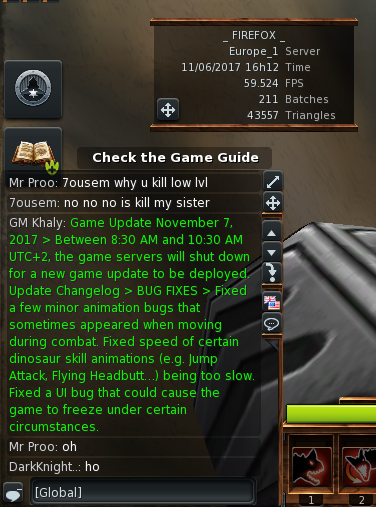 _ FIREFOX _
Europe_1 Server
11/06/2017 16h12 Time
59.524 FPS
211 Batches
43557 Triangles
Check the Game Guide
Mr Proo: 7ousem why u kill low lvl
7ousem: no no no is kill my sister
GM Khaly: Game Update November 7,
2017 > Between 8:30 AM and 10:30 AM
UTC+2, the game servers will shut down
for a new game update to be deployed.
Update Changelog > BUG FIXES > Fixed
a few minor animation bugs that
sometimes appeared when moving
during combat. Fixed speed of certain
dinosaur skill animations (e.g. Jump
Attack, Flying Headbutt...) being too slow.
Fixed a UI bug that could cause the
game to freeze under certain
circumstances.
Mr Proo: oh
DarkKnight..: ho
[Global]
1
2